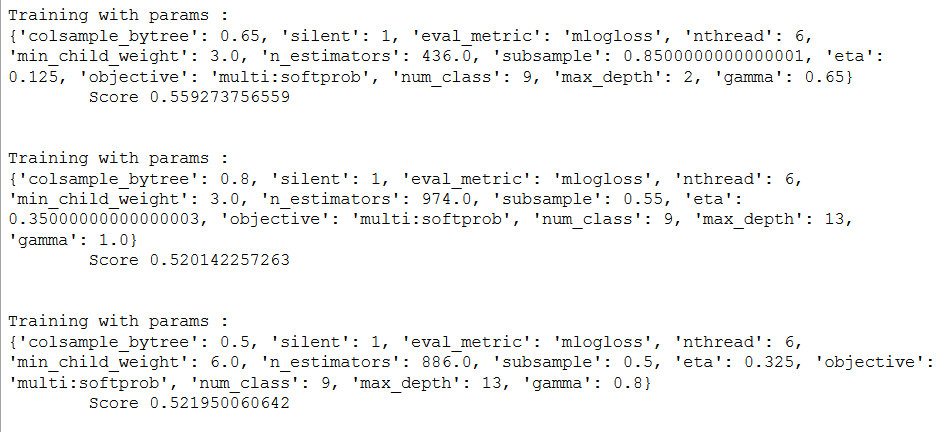 Training with params :
{'colsample_bytree': 0.65, 'silent': 1, 'eval_metric': 'mlogloss', 'nthread': 6,
'min_child_weight': 3.0, 'n_estimators': 436.0, 'subsample': 0.8500000000000001, 'eta':
0.125, 'objective': 'multi:softprob', 'num_class': 9, 'max_depth': 2, 'gamma': 0.65}
        Score 0.559273756559
Training with params :
{'colsample_bytree': 0.8, 'silent': 1, 'eval_metric': 'mlogloss', 'nthread': 6,
'min_child_weight': 3.0, 'n_estimators': 974.0, 'subsample': 0.55, 'eta':
0.35000000000000003, 'objective': 'multi:softprob', 'num_class': 9, 'max_depth': 13,
'gamma': 1.0}
        Score 0.520142257263
Training with params :
{'colsample_bytree': 0.5, 'silent': 1, 'eval_metric': 'mlogloss', 'nthread': 6,
'min_child_weight': 6.0, 'n_estimators': 886.0, 'subsample': 0.5, 'eta': 0.325, 'objective':
'multi:softprob', 'num_class': 9, 'max_depth': 13, 'gamma': 0.8}
        Score 0.521950060642